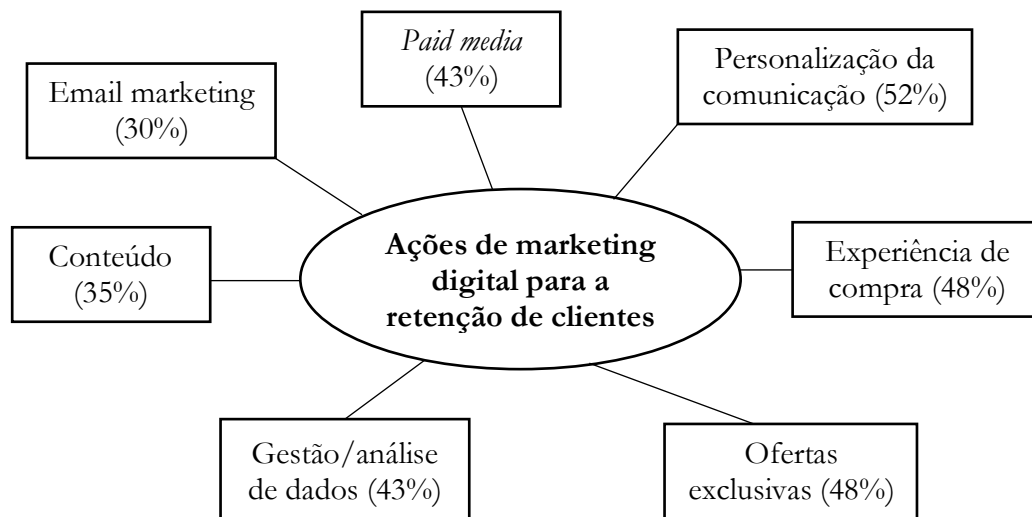 Paid media
(43%)
Personalização da
comunicação (52%)
Email marketing
(30%)
Ações de marketing
digital para a
retenção de clientes
Conteúdo
(35%)
Experiência de
compra (48%)
Gestão/análise
de dados (43%)
Ofertas
exclusivas (48%)